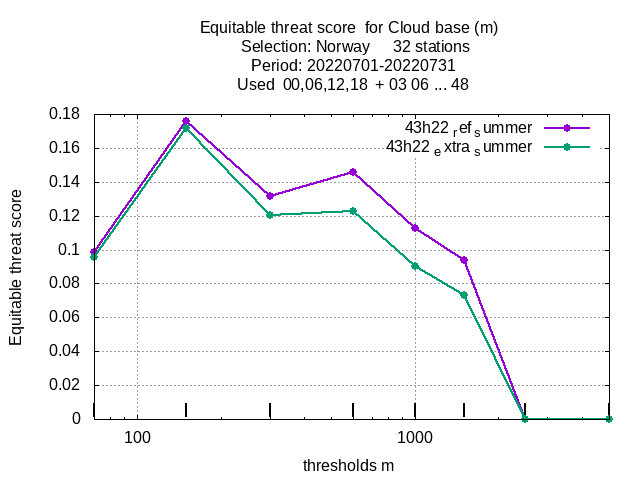 Equitable threat score  for Cloud base (m)
Selection: Norway     32 stations
Period: 20220701-20220731
Used  00,06,12,18  + 03 06 ... 48
43h22 ref summer
43h22 extra summer
0.18
0.16
0.14
0.12
0.1
0.08
0.06
0.04
0.02
0
Equitable threat score
100 1000
thresholds m